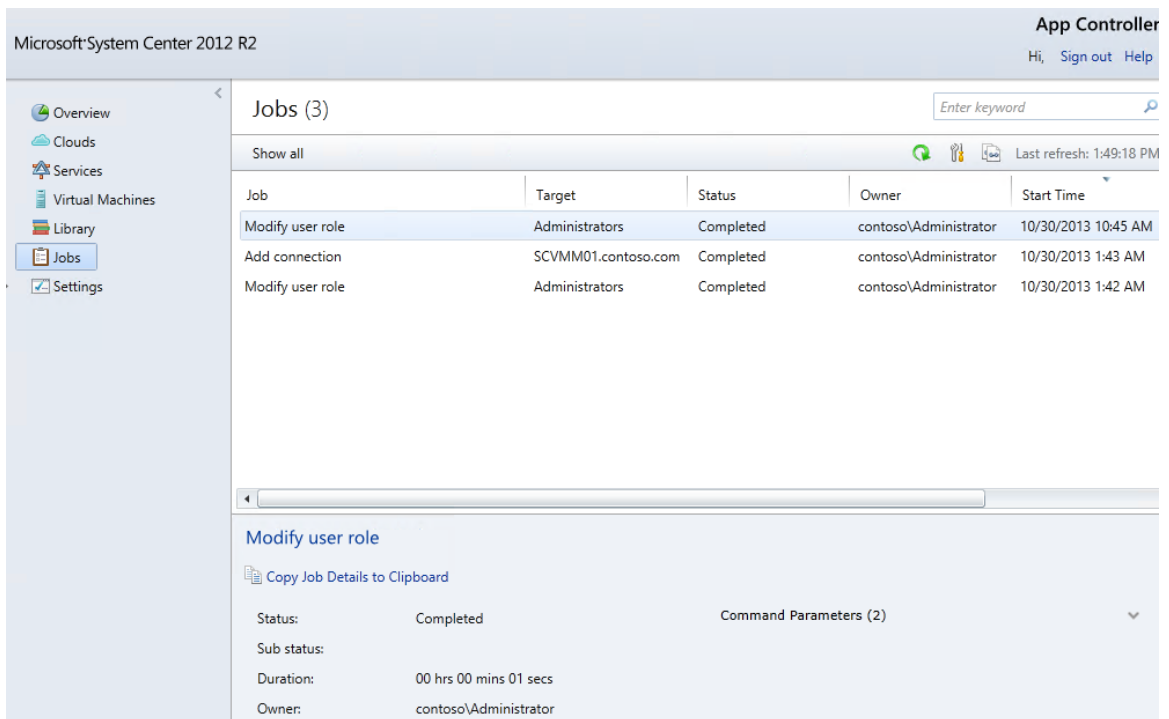 App Controller
Microsoft System Center 2012 R2
Hi, Sign out Help
Overview
Clouds
Services
Virtual Machines
Library
Jobs
Settings
Jobs (3)
Enter keyword
Show all
Last refresh: 1:49:18 PM
Job Target Status Owner Start Time
Modify user role Administrators Completed contoso\Administrator 10/30/2013 10:45 AM
Add connection SCVMM01.contoso.com Completed contoso\Administrator 10/30/2013 1:43 AM
Modify user role Administrators Completed contoso\Administrator 10/30/2013 1:42 AM
Modify user role
Copy Job Details to Clipboard
Status: Completed Command Parameters (2)
Sub status:
Duration: 00 hrs 00 mins 01 secs
Owner: contoso\Administrator